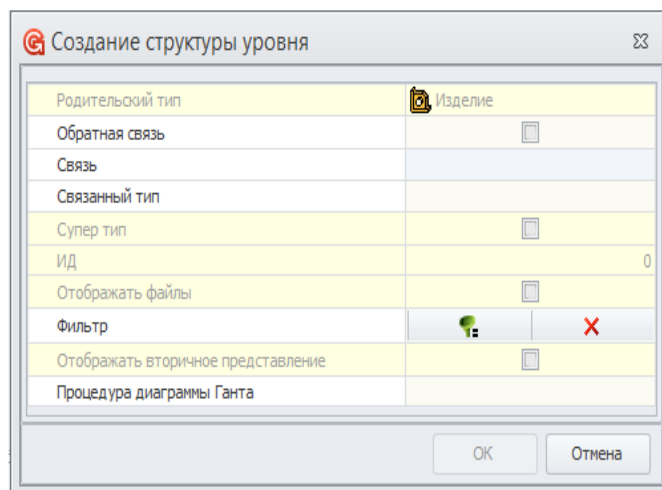 Создание структуры уровня
Родительский тип Изделие
Обратная связь
Связь
Связанный тип
Супер тип
ИД 0
Отображать файлы
Фильтр
Отображать вторичное представление
Процедура диаграммы Ганта
ОК Отмена